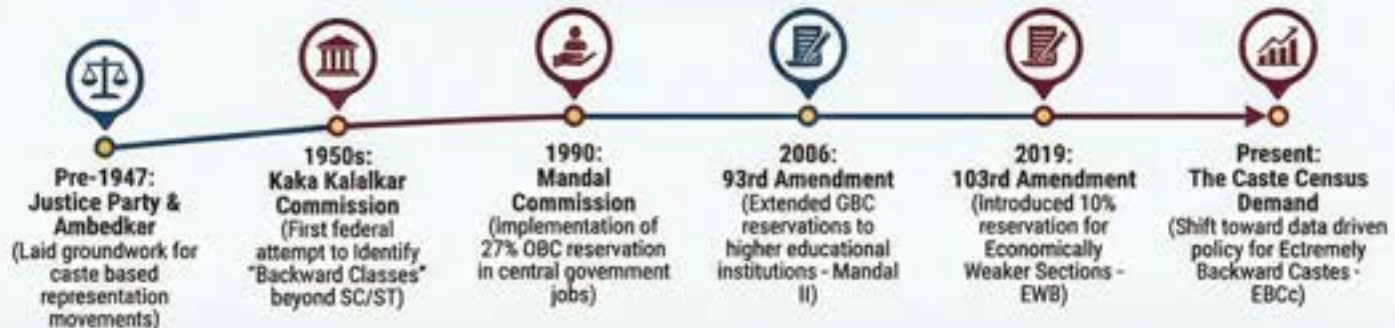 Pre-1947:
Justice Party &
Ambedker
(Laid groundwork for
caste based
representation
movements)
1950s:
Kaka Kalalkar
Commission
(First federal
attempt to Identify
"Backward Classes"
beyond SC/ST)
1990:
Mandal
Commission
(Implementation of
27% OBC reservation
in central government
jobs)
2006:
93rd Amendment
(Extended GBC
reservations to
higher educational
institutions - Mandal
II)
2019:
103rd Amendment
(Introduced 10%
reservation for
Economically
Weaker Sections -
EWB)
Present:
The Caste Census
Demand
(Shift toward data driven
policy for Ectremely
Backward Castes -
EBCc)